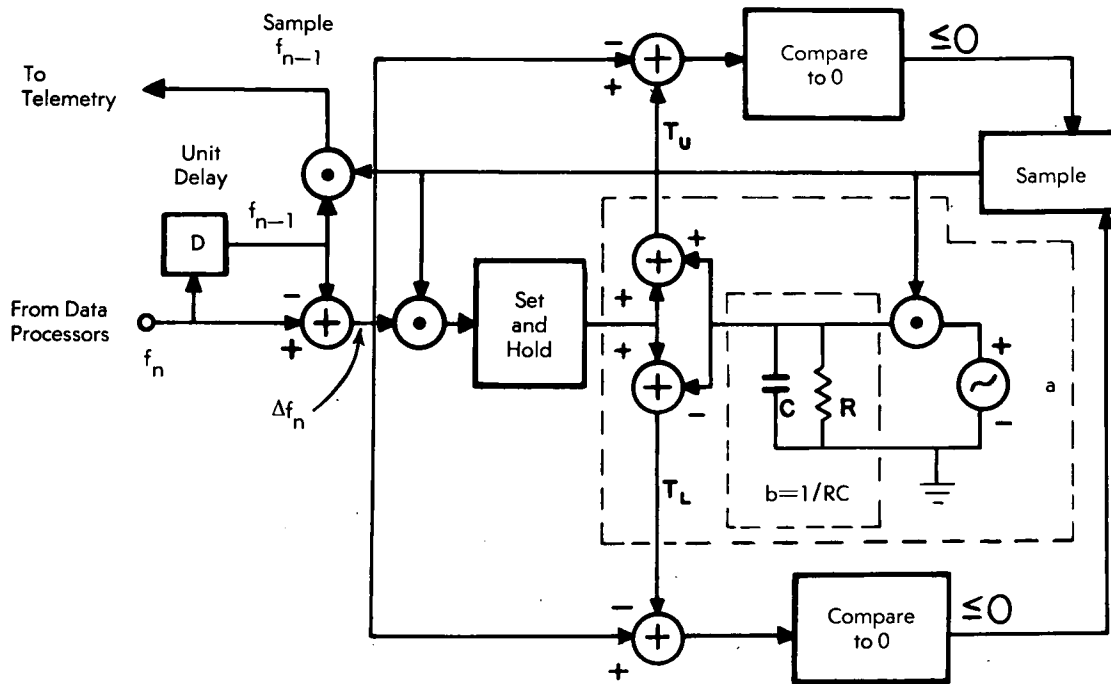 Sample
f_{n-1}
To
Telemetry
Unit
Delay
f_{n-1}
D
From Data
Processors
f_n
Δf_n
−
+
Set
and
Hold
−
+
T_U
Compare
to 0
≤0
Sample
+
+
+
−
C
R
b=1/RC
+
−
a
T_L
−
+
Compare
to 0
≤0